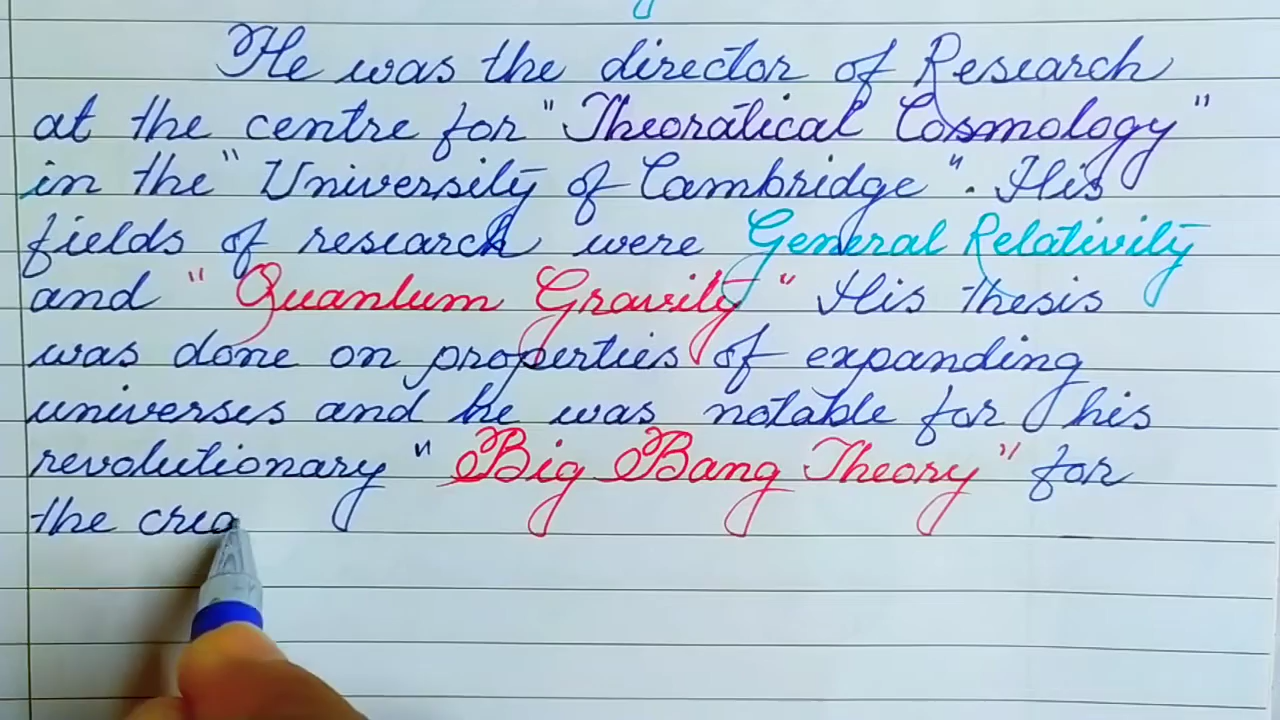 He was the director of Research
at the centre for "Theoratical Cosmology"
in the "University of Cambridge". His
fields of research were General Relativity
and "Quantum Gravity" His thesis
was done on properties of expanding
universes and he was notable for his
revolutionary "Big Bang Theory" for
the crea